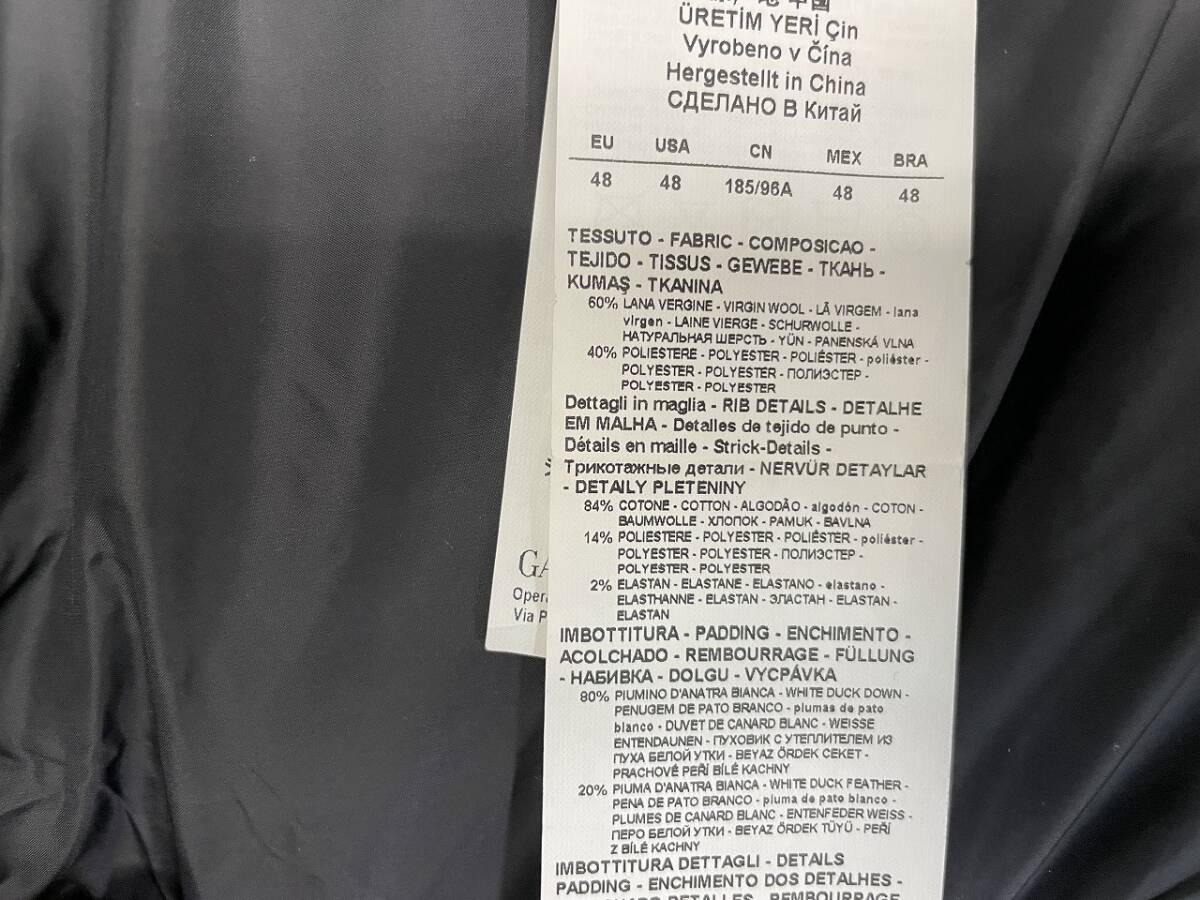 中國
ÜRETİM YERİ Çin
Vyrobeno v Čína
Hergestellt in China
СДЕЛАНО В Китай
EU USA CN MEX BRA
48 48 185/96A 48 48
TESSUTO - FABRIC - COMPOSICAO -
TEJIDO - TISSUS - GEWEBE - ТКАНЬ -
KUMAŞ - TKANINA
60% LANA VERGINE - VIRGIN WOOL - LÃ VIRGEM - lana
virgen - LAINE VIERGE - SCHURWOLLE -
НАТУРАЛЬНАЯ ШЕРСТЬ - YÜN - PANENSKÁ VLNA
40% POLIESTERE - POLYESTER - POLIÉSTER - poliéster -
POLYESTER - POLYESTER - ПОЛИЭСТЕР -
POLYESTER - POLYESTER
Dettagli in maglia - RIB DETAILS - DETALHE
EM MALHA - Detalles de tejido de punto -
Détails en maille - Strick-Details -
Трикотажные детали - NERVÜR DETAYLAR
- DETAILY PLETENINY
84% COTONE - COTTON - ALGODÃO - algodón - COTON -
BAUMWOLLE - ХЛОПОК - PAMUK - BAVLNA
14% POLIESTERE - POLYESTER - POLIÉSTER - poliéster -
POLYESTER - POLYESTER - ПОЛИЭСТЕР -
POLYESTER - POLYESTER
2% ELASTAN - ELASTANE - ELASTANO - elastano -
ELASTHANNE - ELASTAN - ЭЛАСТАН - ELASTAN -
ELASTAN
IMBOTTITURA - PADDING - ENCHIMENTO -
ACOLCHADO - REMBOURRAGE - FÜLLUNG
- НАБИВКА - DOLGU - VYCPÁVKA
80% PIUMINO D'ANATRA BIANCA - WHITE DUCK DOWN -
PENUGEM DE PATO BRANCO - plumas de pato
blanco - DUVET DE CANARD BLANC - WEISSE
ENTENDAUNEN - ПУХОВИК С УТЕПЛИТЕЛЕМ ИЗ
ПУХА БЕЛОЙ УТКИ - BEYAZ ÖRDEK CEKET -
PRACHOVÉ PEŘÍ BÍLÉ KACHNY
20% PIUMA D'ANATRA BIANCA - WHITE DUCK FEATHER -
PENA DE PATO BRANCO - pluma de pato blanco -
PLUMES DE CANARD BLANC - ENTENFEDER WEISS -
ПЕРО БЕЛОЙ УТКИ - BEYAZ ÖRDEK TÜYÜ - PEŘÍ
Z BÍLÉ KACHNY
IMBOTTITURA DETTAGLI - DETAILS
PADDING - ENCHIMENTO DOS DETALHES -
DETALLES - REMBOURRAGE
GA
Opera
Via P